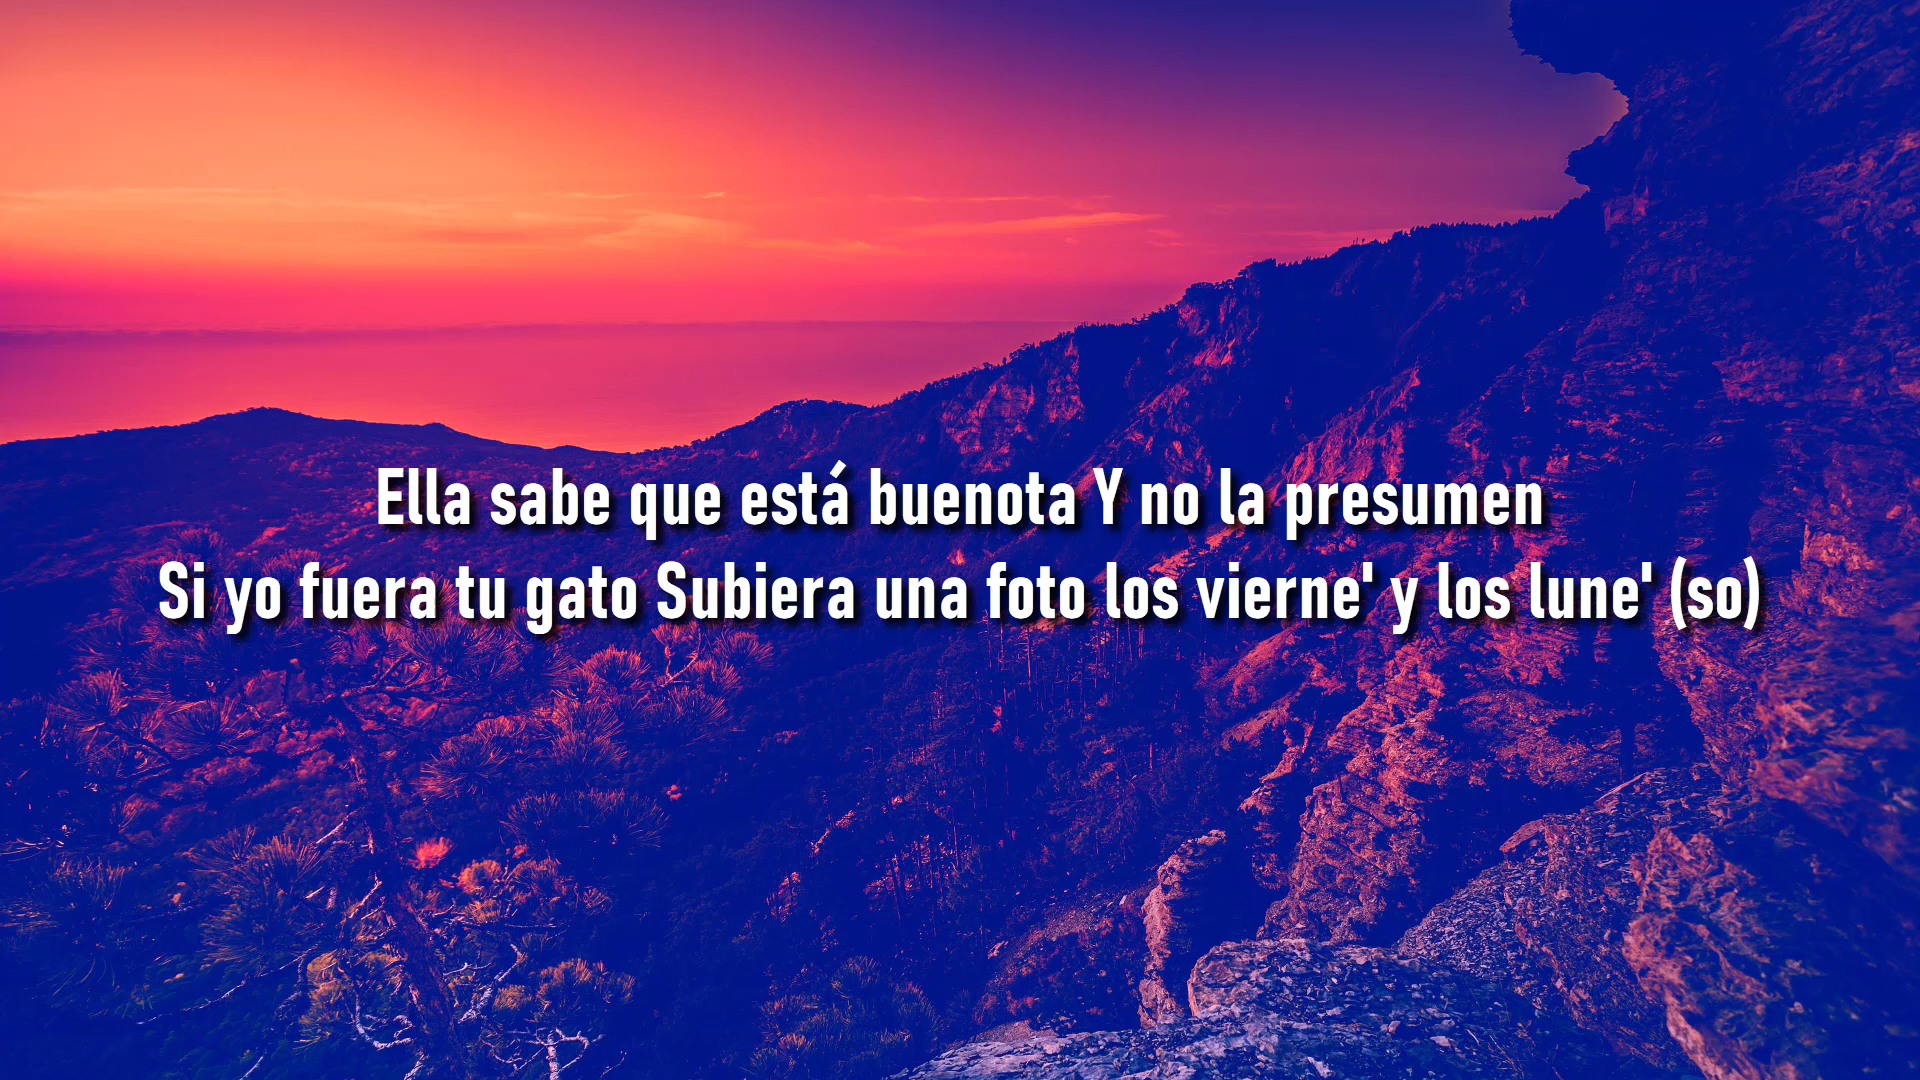 Ella sabe que está buenota Y no la presumen
Si yo fuera tu gato Subiera una foto los vierne' y los lune' (so)